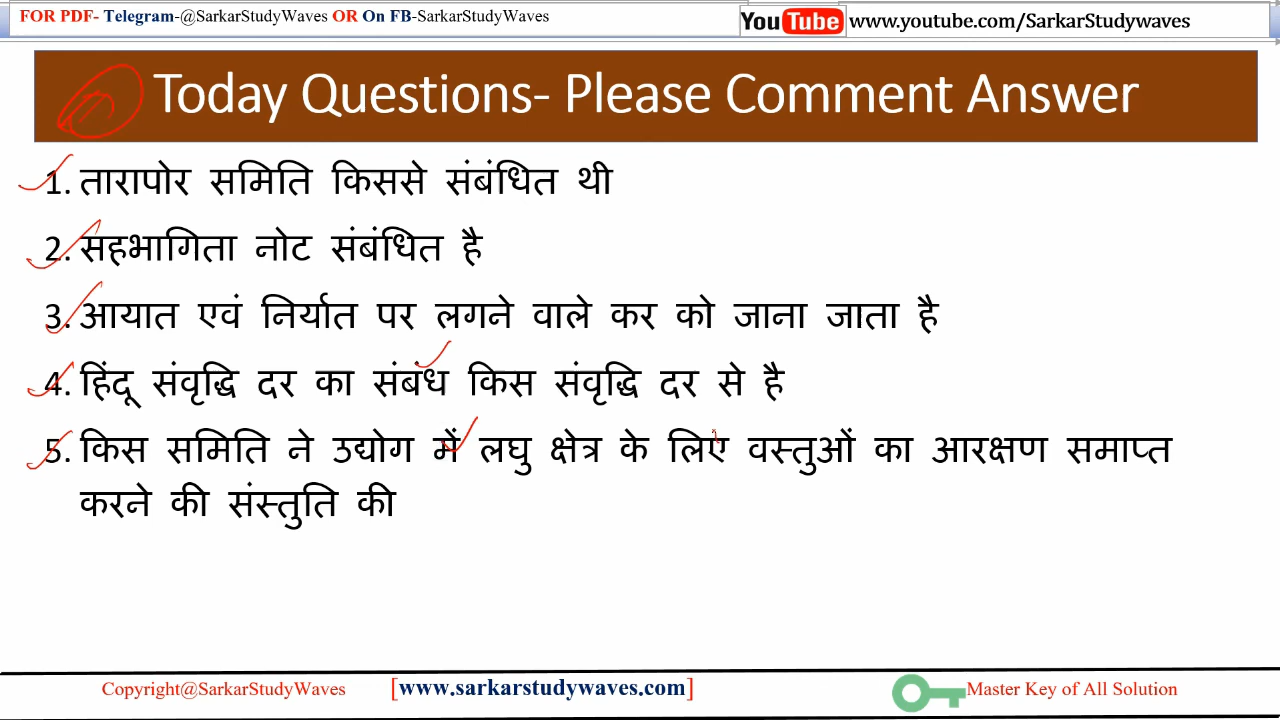 FOR PDF- Telegram-@SarkarStudyWaves OR On FB-SarkarStudyWaves
YouTube www.youtube.com/SarkarStudywaves
Today Questions- Please Comment Answer
1. तारापोर समिति किससे संबंधित थी
2. सहभागिता नोट संबंधित है
3. आयात एवं निर्यात पर लगने वाले कर को जाना जाता है
4. हिंदू संवृद्धि दर का संबंध किस संवृद्धि दर से है
5. किस समिति ने उद्योग में लघु क्षेत्र के लिए वस्तुओं का आरक्षण समाप्त
करने की संस्तुति की
Copyright@SarkarStudyWaves [www.sarkarstudywaves.com] Master Key of All Solution